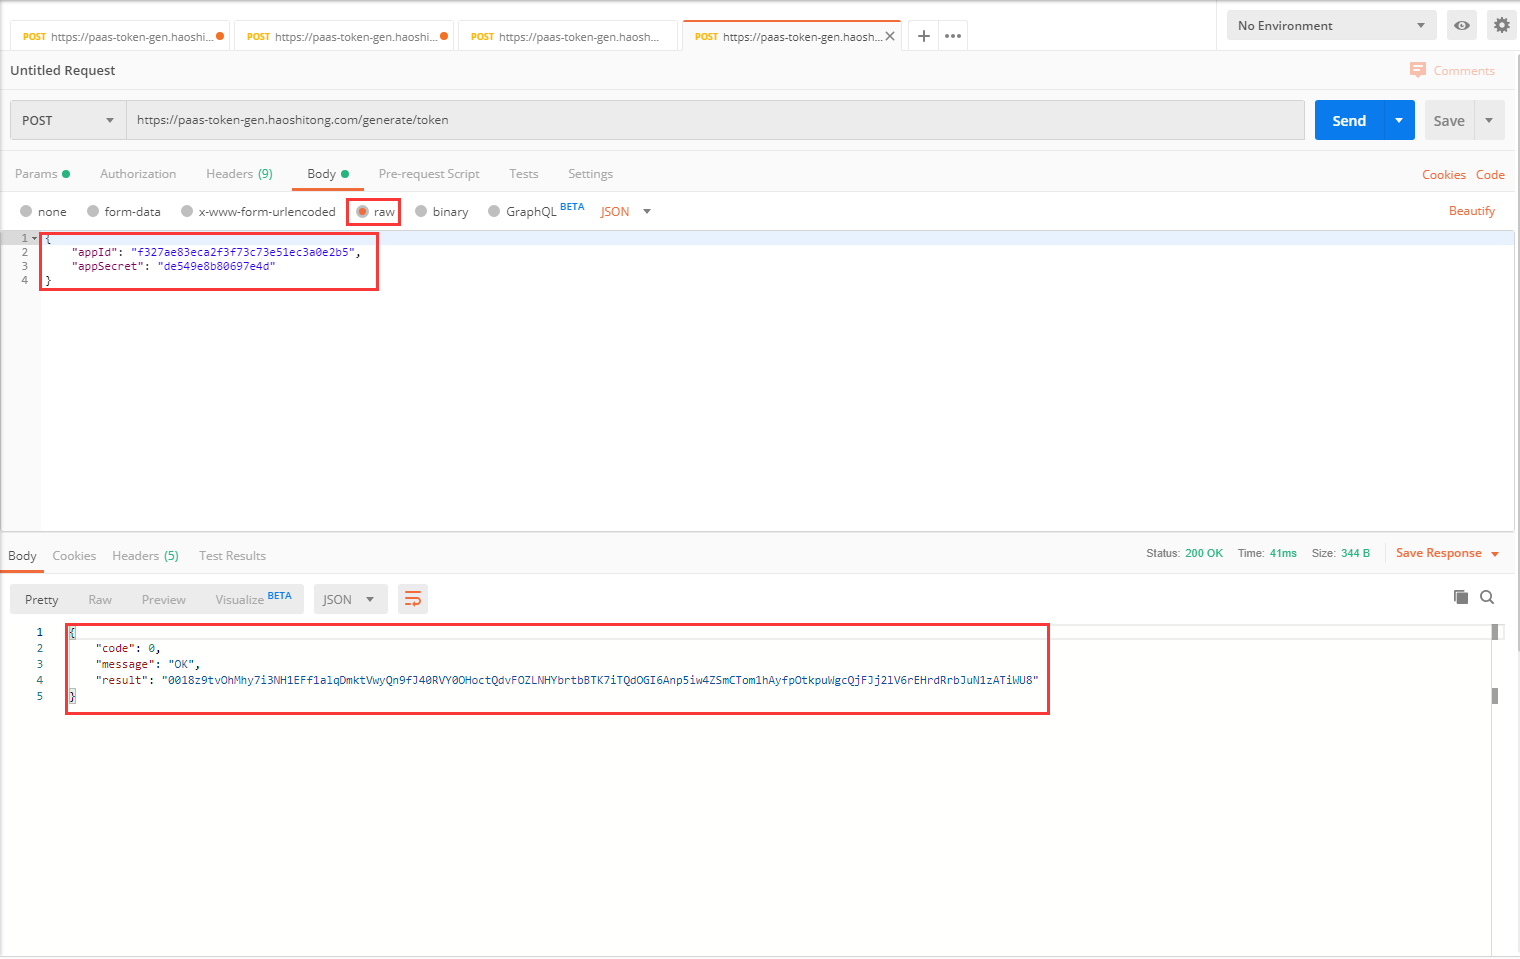 POST https://paas-token-gen.haoshi... POST https://paas-token-gen.haoshi... POST https://paas-token-gen.haosh... POST https://paas-token-gen.haosh... No Environment
Untitled Request Comments
POST https://paas-token-gen.haoshitong.com/generate/token Send Save
Params Authorization Headers (9) Body Pre-request Script Tests Settings Cookies Code
none form-data x-www-form-urlencoded raw binary GraphQL BETA JSON Beautify
1 {
2 "appId": "f327ae83eca2f3f73c73e51ec3a0e2b5",
3 "appSecret": "de549e8b80697e4d"
4 }
Body Cookies Headers (5) Test Results Status: 200 OK Time: 41ms Size: 344 B Save Response
Pretty Raw Preview Visualize BETA JSON
1 {
2 "code": 0,
3 "message": "OK",
4 "result": "0018z9tvOhMhy7i3NH1EFf1alqDmktVwyQn9fJ40RVY0OHoctQdvFOZLNHYbrtbBTK7iTQdOGI6Anp5iw4ZSmCTom1hAyfpOtkpuWgcQjFJj2lV6rEHrdRrbJuN1zATiWU8"
5 }